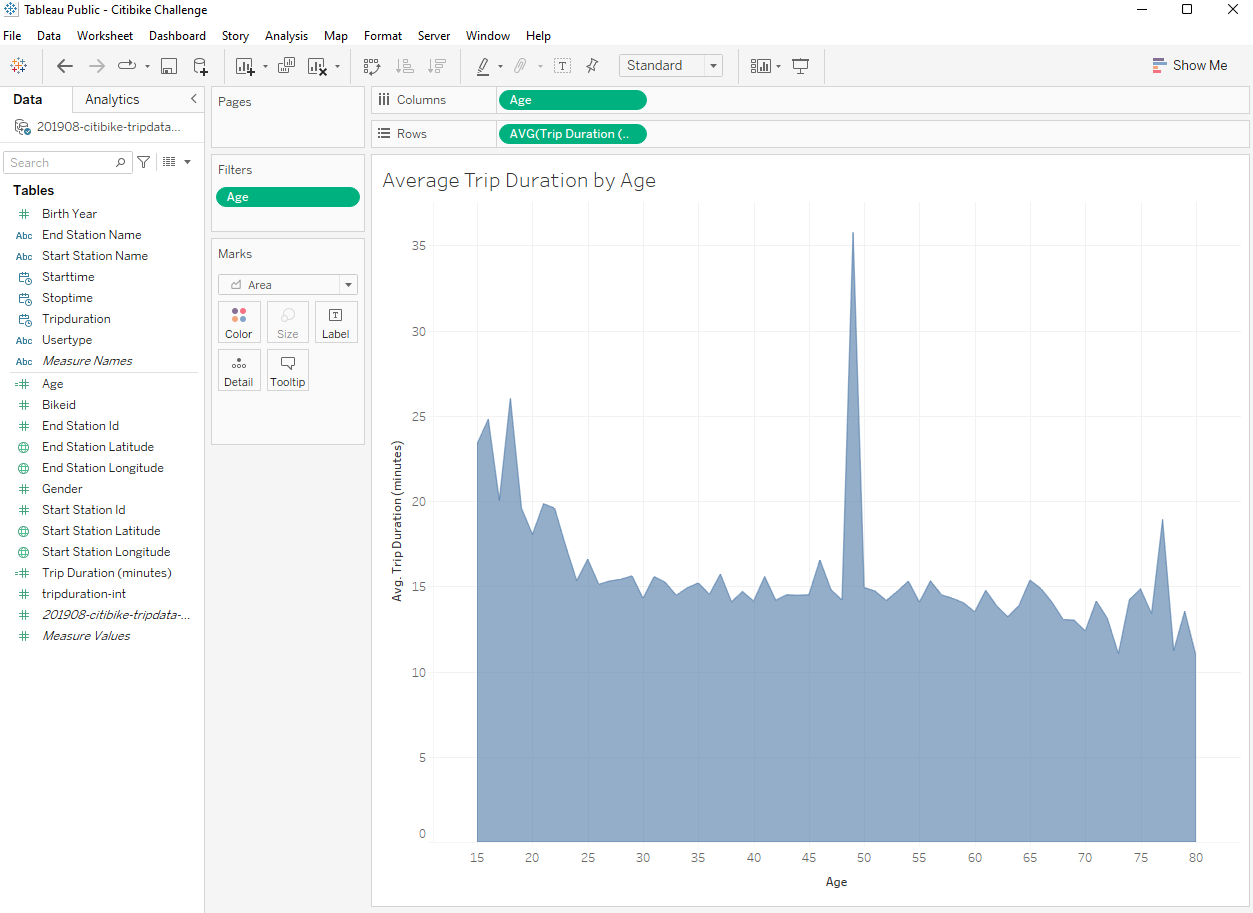 Tableau Public - Citibike Challenge
File Data Worksheet Dashboard Story Analysis Map Format Server Window Help
Standard
Show Me
Data Analytics
201908-citibike-tripdata...
Search
Tables
Birth Year
End Station Name
Start Station Name
Starttime
Stoptime
Tripduration
Usertype
Measure Names
Age
Bikeid
End Station Id
End Station Latitude
End Station Longitude
Gender
Start Station Id
Start Station Latitude
Start Station Longitude
Trip Duration (minutes)
tripduration-int
201908-citibike-tripdata-...
Measure Values
Abc
Abc
Abc
Abc
Pages
Filters
Age
Marks
Area
Color Size Label
Detail Tooltip
Columns Age
Rows AVG(Trip Duration (..
Average Trip Duration by Age
35
30
25
20
15
10
5
0
Avg. Trip Duration (minutes)
15 20 25 30 35 40 45 50 55 60 65 70 75 80
Age